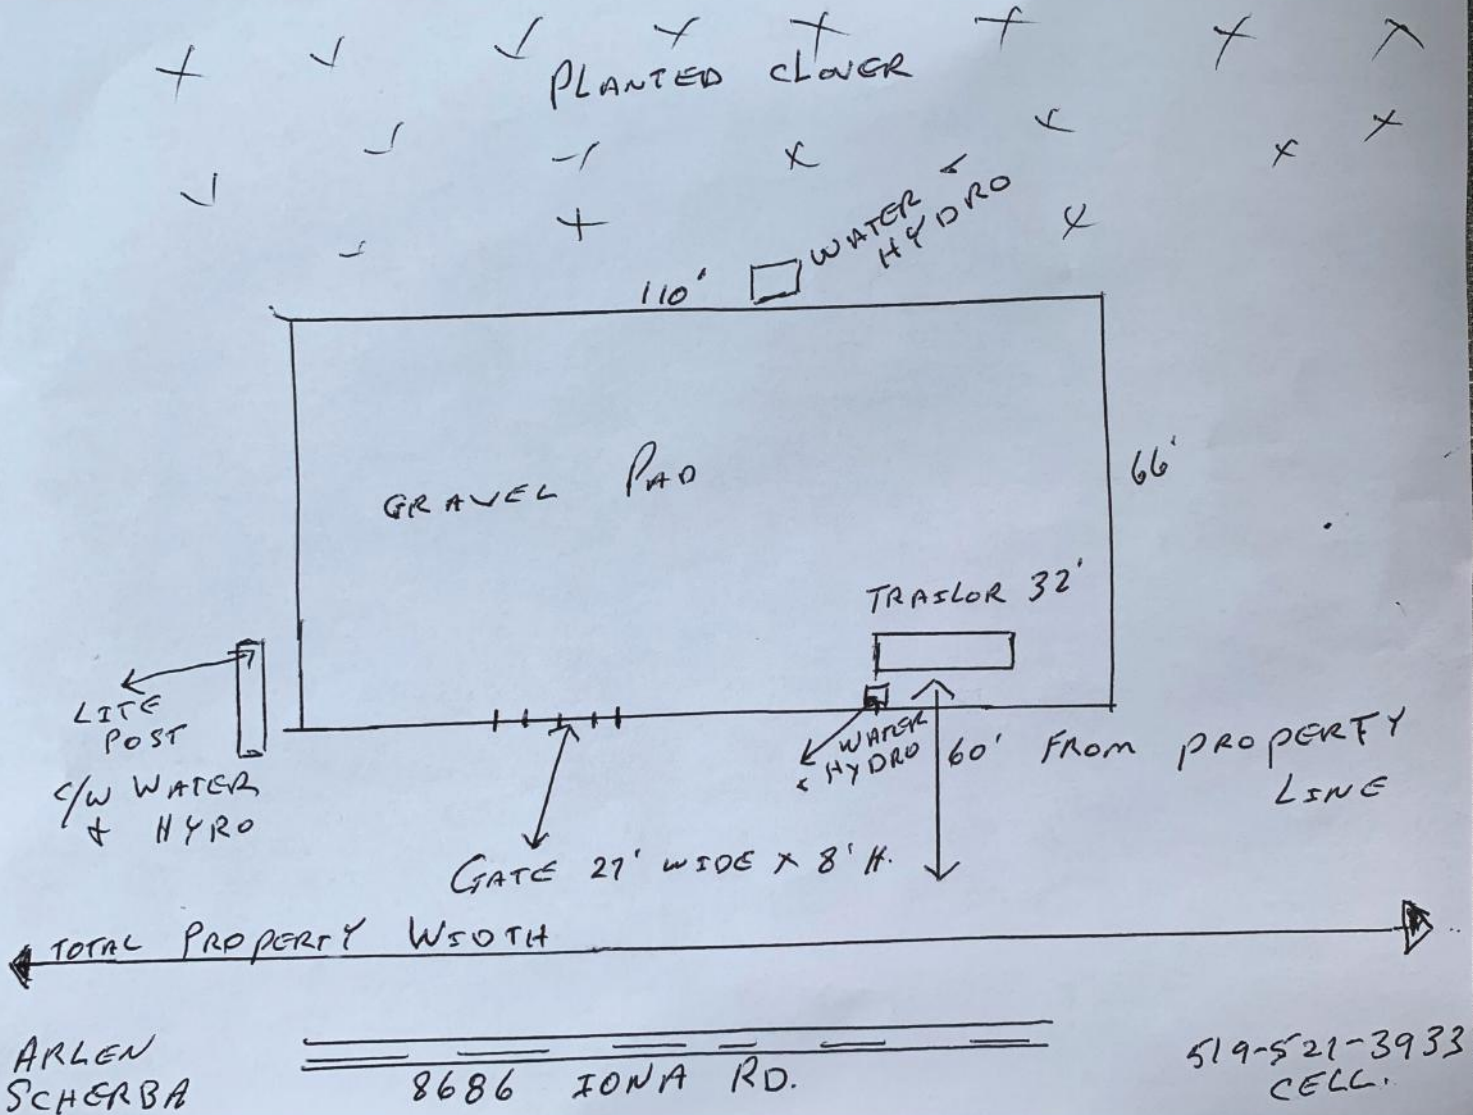 PLANTED CLOVER
WATER &
HYDRO
110'
66'
GRAVEL PAD
TRAILOR 32'
LITE
POST
C/W WATER
& HYRO
WATER
& HYDRO
60' FROM PROPERTY
LINE
GATE 27' WIDE X 8' H.
TOTAL PROPERTY WIDTH
ARLEN
SCHERBA
8686 IONA RD.
519-521-3933
CELL.